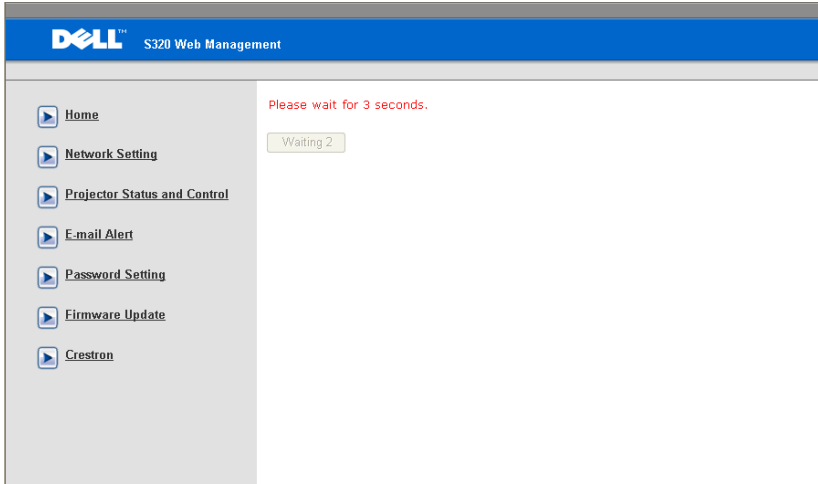 DELL™ S320 Web Management
Please wait for 3 seconds.
Waiting 2
Home
Network Setting
Projector Status and Control
E-mail Alert
Password Setting
Firmware Update
Crestron